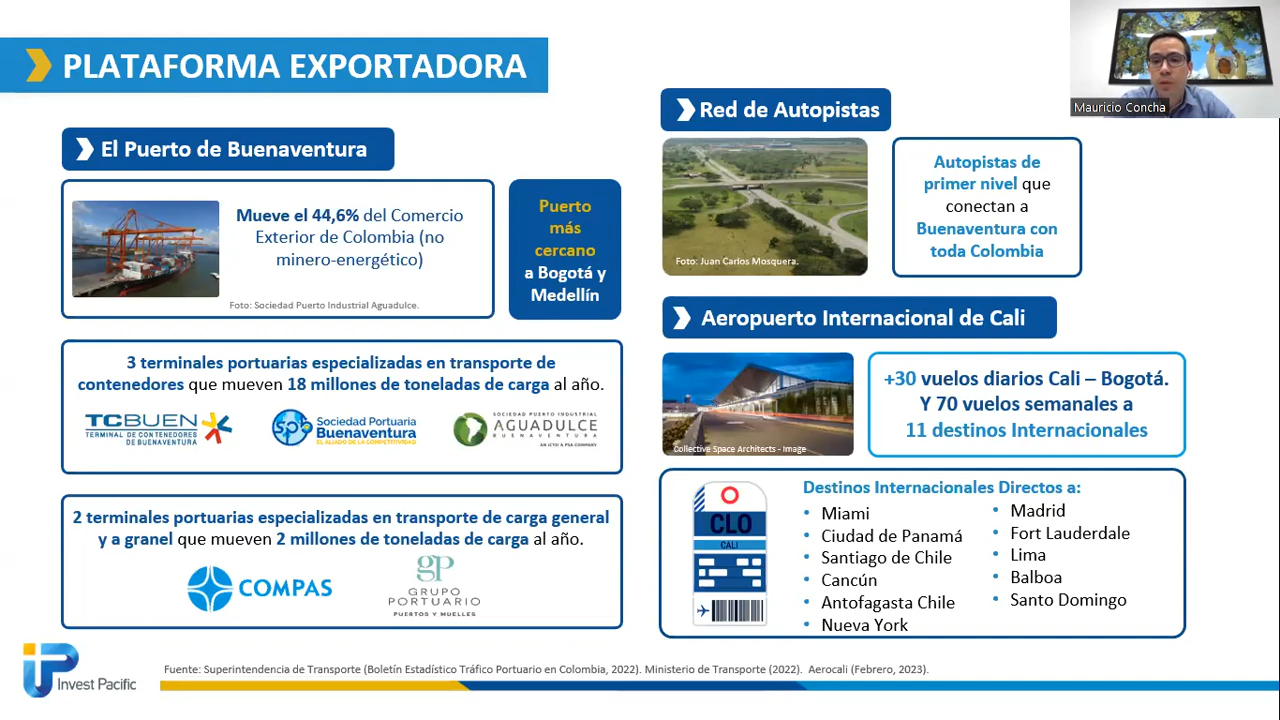 PLATAFORMA EXPORTADORA
Mauricio Concha
El Puerto de Buenaventura
Mueve el 44,6% del Comercio
Exterior de Colombia (no
minero-energético)
Foto: Sociedad Puerto Industrial Aguadulce.
Puerto
más
cercano
a Bogotá y
Medellín
3 terminales portuarias especializadas en transporte de
contenedores que mueven 18 millones de toneladas de carga al año.
TCBUEN
TERMINAL DE CONTENEDORES
DE BUENAVENTURA
spb
Sociedad Portuaria
Buenaventura
EL ALIADO DE LA COMPETITIVIDAD
SOCIEDAD PUERTO INDUSTRIAL
AGUADULCE
BUENAVENTURA
AN ICTSI & PSA COMPANY
2 terminales portuarias especializadas en transporte de carga general
y a granel que mueven 2 millones de toneladas de carga al año.
COMPAS
gp
GRUPO
PORTUARIO
PUERTOS Y MUELLES
Red de Autopistas
Foto: Juan Carlos Mosquera.
Autopistas de
primer nivel que
conectan a
Buenaventura con
toda Colombia
Aeropuerto Internacional de Cali
Collective Space Architects - Image
+30 vuelos diarios Cali – Bogotá.
Y 70 vuelos semanales a
11 destinos Internacionales
CLO
CALI
Destinos Internacionales Directos a:
• Miami
• Ciudad de Panamá
• Santiago de Chile
• Cancún
• Antofagasta Chile
• Nueva York
• Madrid
• Fort Lauderdale
• Lima
• Balboa
• Santo Domingo
iP
Invest Pacific
Fuente: Superintendencia de Transporte (Boletín Estadístico Tráfico Portuario en Colombia, 2022). Ministerio de Transporte (2022). Aerocali (Febrero, 2023).